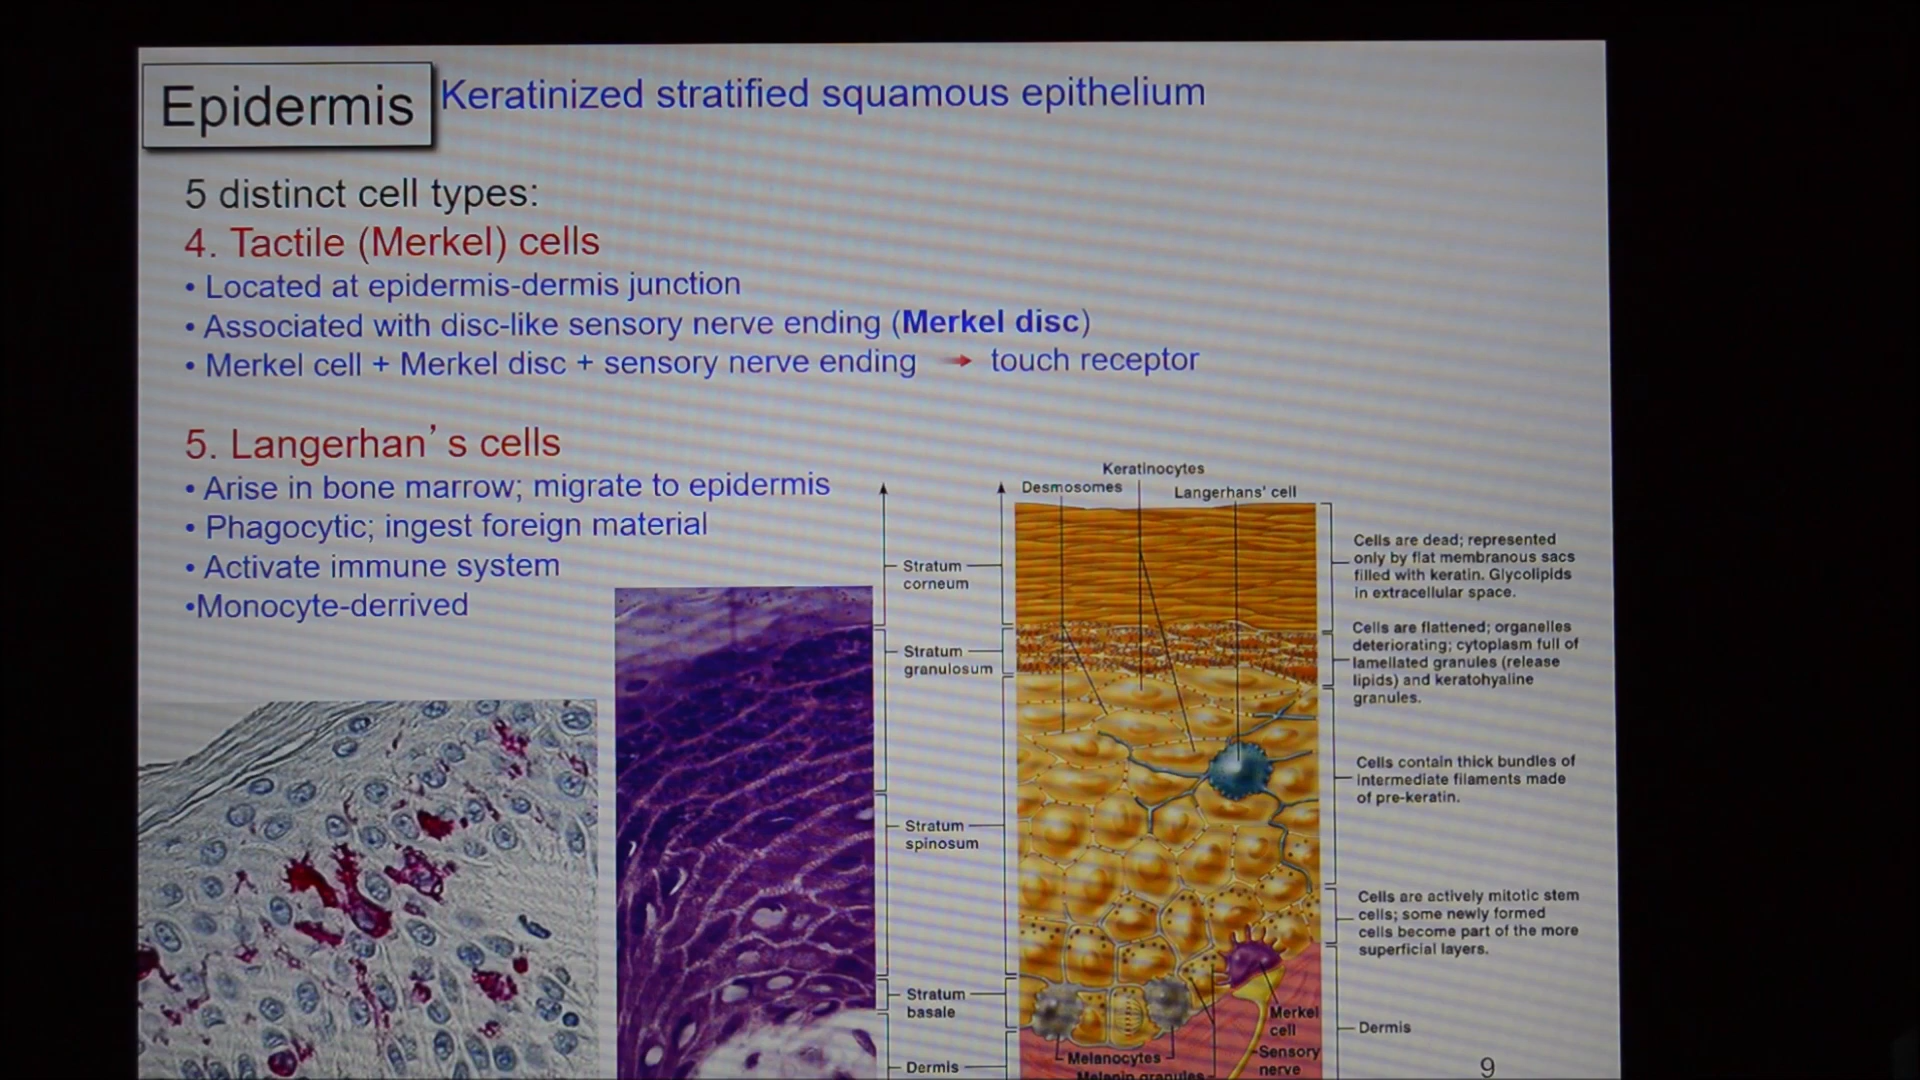 Epidermis
Keratinized stratified squamous epithelium
5 distinct cell types:
4. Tactile (Merkel) cells
• Located at epidermis-dermis junction
• Associated with disc-like sensory nerve ending (Merkel disc)
• Merkel cell + Merkel disc + sensory nerve ending → touch receptor
5. Langerhan's cells
• Arise in bone marrow; migrate to epidermis
• Phagocytic; ingest foreign material
• Activate immune system
•Monocyte-derrived
Keratinocytes
Desmosomes
Langerhans' cell
Stratum
corneum
Stratum
granulosum
Stratum
spinosum
Stratum
basale
Dermis
Cells are dead; represented
only by flat membranous sacs
filled with keratin. Glycolipids
in extracellular space.
Cells are flattened; organelles
deteriorating; cytoplasm full of
lamellated granules (release
lipids) and keratohyaline
granules.
Cells contain thick bundles of
intermediate filaments made
of pre-keratin.
Cells are actively mitotic stem
cells; some newly formed
cells become part of the more
superficial layers.
Dermis
Merkel
cell
Sensory
nerve
Melanocytes
Melanin granules
9